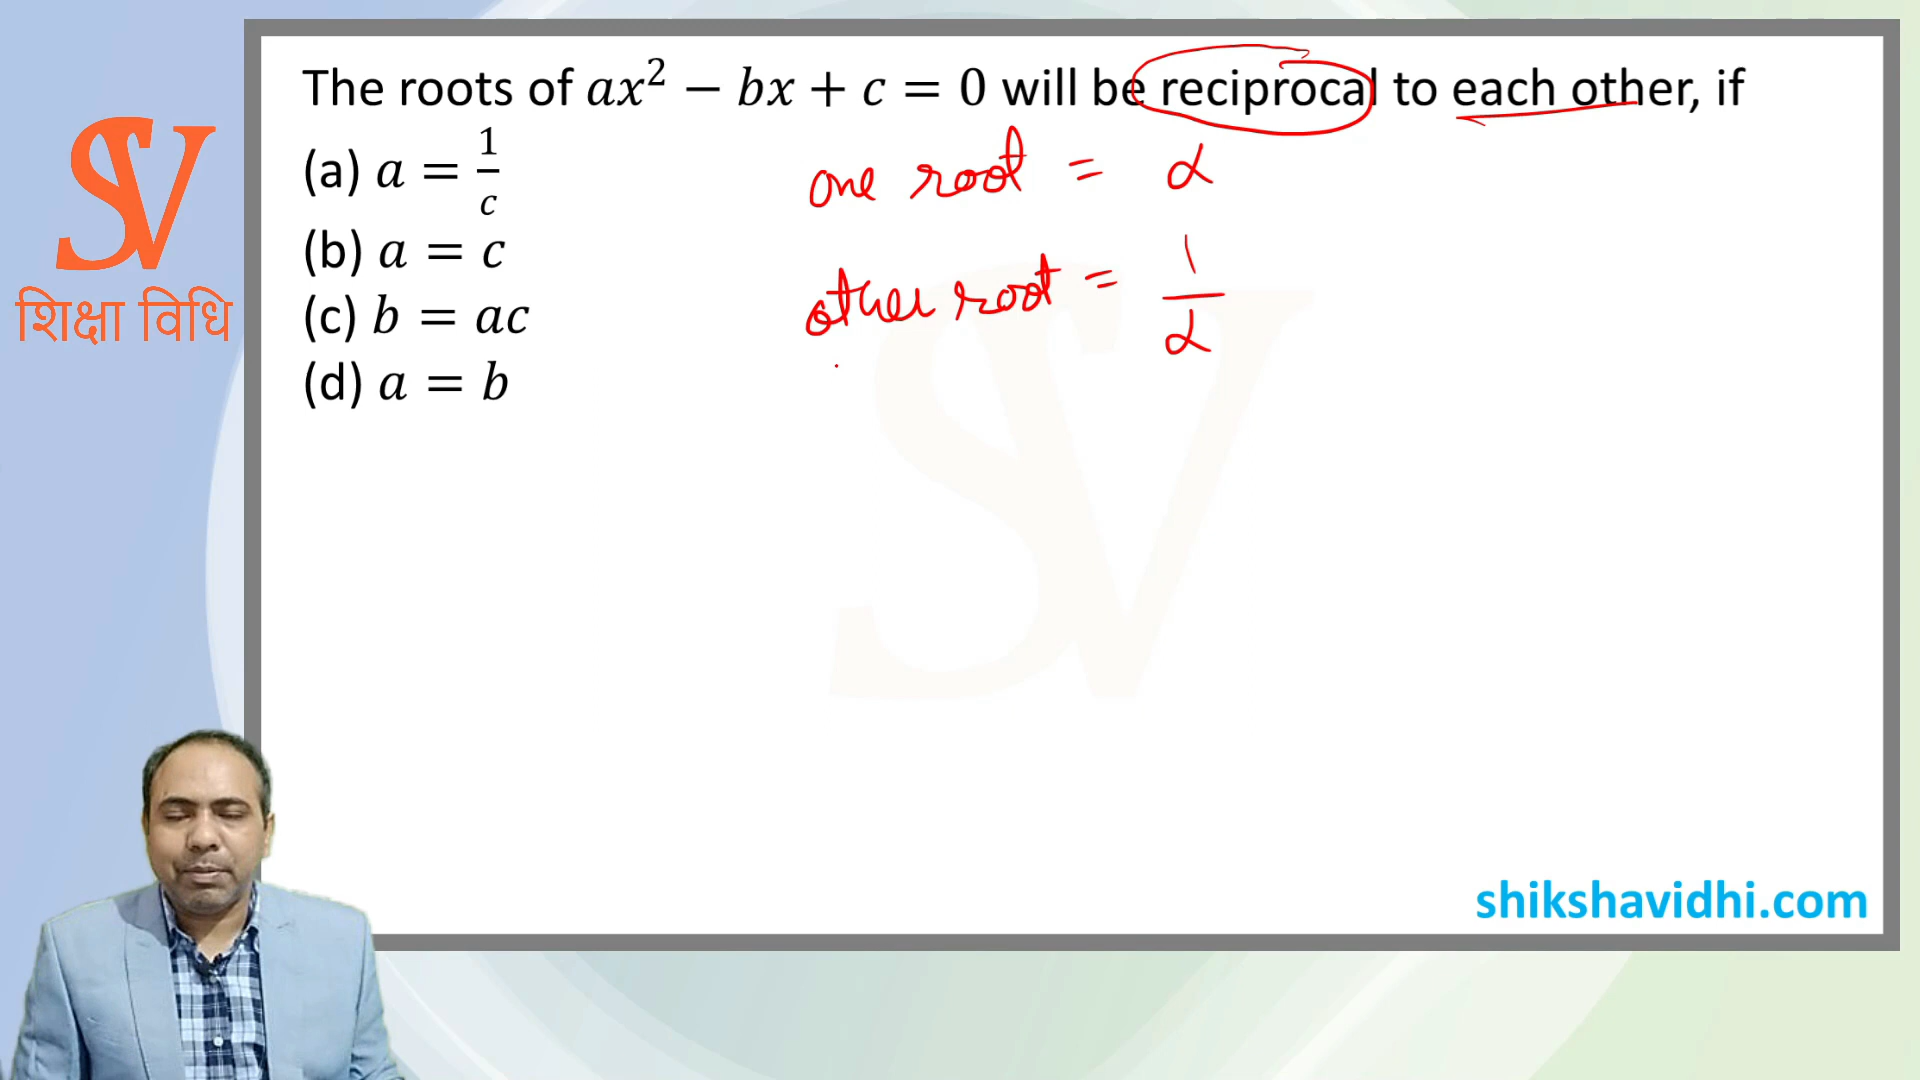 The roots of ax² − bx + c = 0 will be reciprocal to each other, if
(a) a = 1/c
(b) a = c
(c) b = ac
(d) a = b
one root = α
other root = 1/α
SV
शिक्षा विधि
SV
shikshavidhi.com